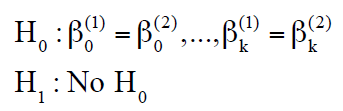 H₀ : β₀⁽¹⁾ = β₀⁽²⁾,...,βₖ⁽¹⁾ = βₖ⁽²⁾
H₁ : No H₀